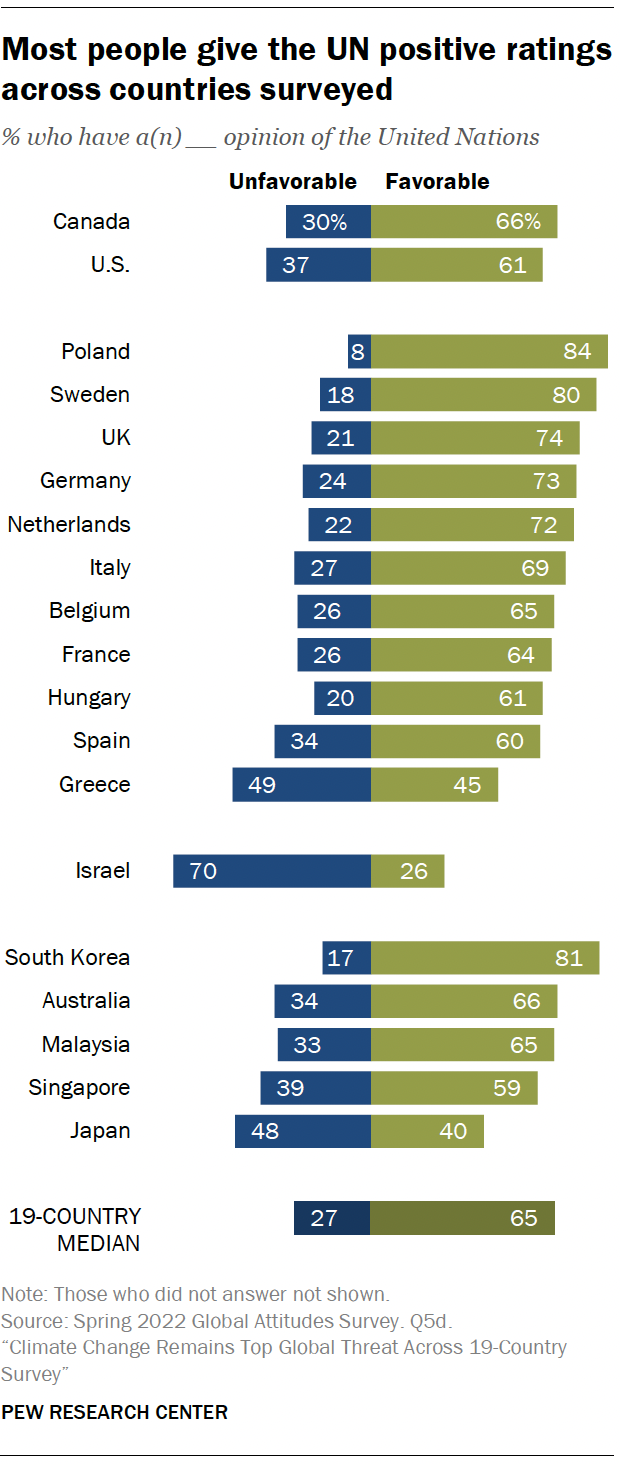 Most people give the UN positive ratings
across countries surveyed
% who have a(n) __ opinion of the United Nations
Unfavorable Favorable
Canada 30% 66%
U.S. 37 61
Poland 8 84
Sweden 18 80
UK 21 74
Germany 24 73
Netherlands 22 72
Italy 27 69
Belgium 26 65
France 26 64
Hungary 20 61
Spain 34 60
Greece 49 45
Israel 70 26
South Korea 17 81
Australia 34 66
Malaysia 33 65
Singapore 39 59
Japan 48 40
19-COUNTRY
MEDIAN 27 65
Note: Those who did not answer not shown.
Source: Spring 2022 Global Attitudes Survey. Q5d.
“Climate Change Remains Top Global Threat Across 19-Country
Survey”
PEW RESEARCH CENTER